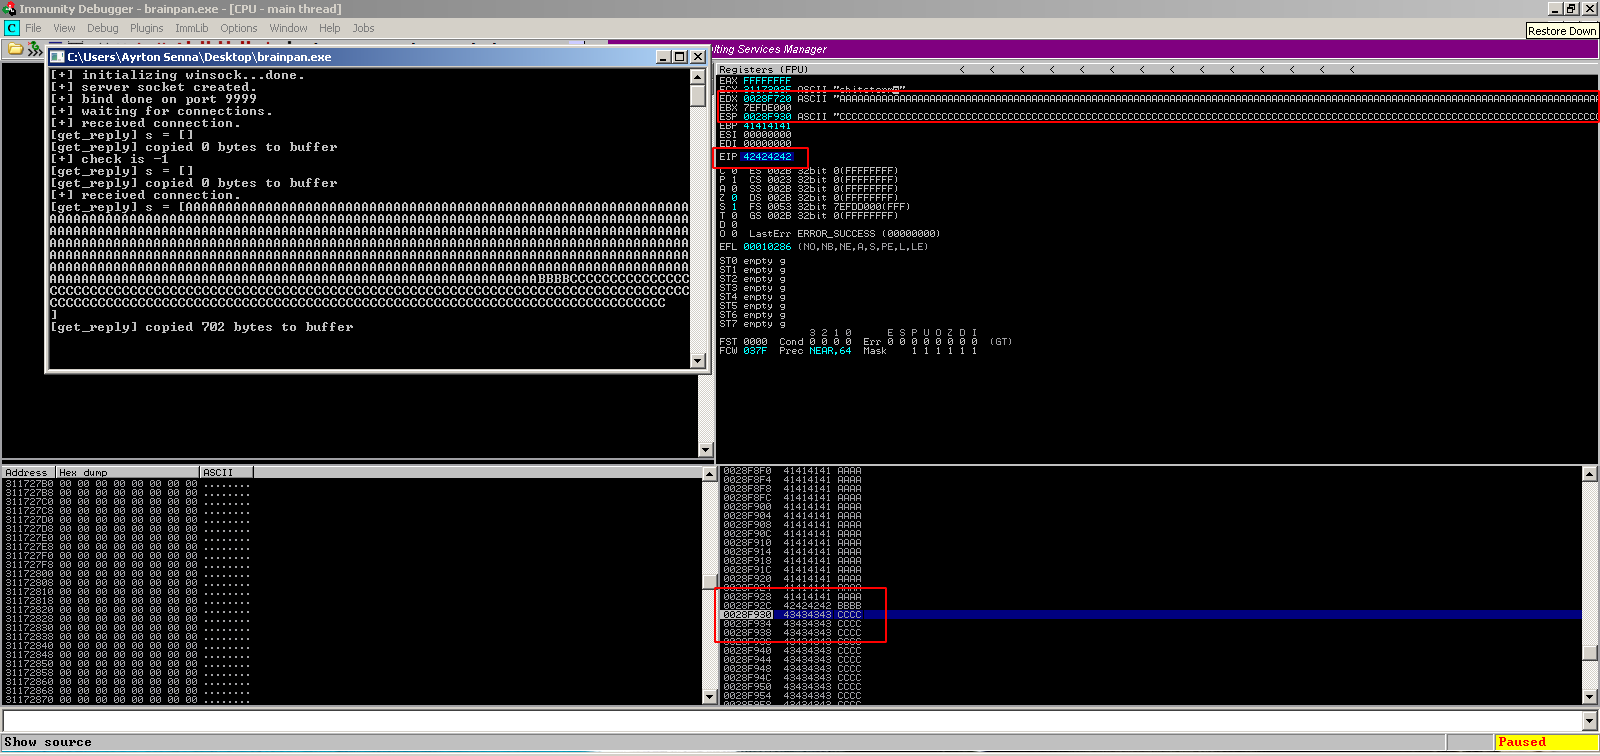 Immunity Debugger - brainpan.exe - [CPU - main thread]
C File View Debug Plugins ImmLib Options Window Help Jobs
Restore Down
ulting Services Manager
C:\Users\Ayrton Senna\Desktop\brainpan.exe
[+] initializing winsock...done.
[+] server socket created.
[+] bind done on port 9999
[+] waiting for connections.
[+] received connection.
[get_reply] s = []
[get_reply] copied 0 bytes to buffer
[+] check is -1
[get_reply] s = []
[get_reply] copied 0 bytes to buffer
[+] received connection.
]
[get_reply] copied 702 bytes to buffer
Registers (FPU) < < < < < < < < < < < < < <
EAX FFFFFFFF
EDX 0028F720 ASCII
EBX 7EFDE000
ESP 0028F930 ASCII
EBP 41414141
ESI 00000000
EDI 00000000
EIP 42424242
C 0 ES 002B 32bit 0(FFFFFFFF)
P 1 CS 0023 32bit 0(FFFFFFFF)
A 0 SS 002B 32bit 0(FFFFFFFF)
Z 0 DS 002B 32bit 0(FFFFFFFF)
S 1 FS 0053 32bit 7EFDD000(FFF)
T 0 GS 002B 32bit 0(FFFFFFFF)
D 0
O 0 LastErr ERROR_SUCCESS (00000000)
EFL 00010286 (NO,NB,NE,A,S,PE,L,LE)
ST0 empty g
ST1 empty g
ST2 empty g
ST3 empty g
ST4 empty g
ST5 empty g
ST6 empty g
ST7 empty g
3 2 1 0 E S P U O Z D I
FST 0000 Cond 0 0 0 0 Err 0 0 0 0 0 0 0 0 (GT)
FCW 037F Prec NEAR,64 Mask 1 1 1 1 1 1
Address Hex dump ASCII
311727B0 00 00 00 00 00 00 00 00 ........
311727B8 00 00 00 00 00 00 00 00 ........
311727C0 00 00 00 00 00 00 00 00 ........
311727C8 00 00 00 00 00 00 00 00 ........
311727D0 00 00 00 00 00 00 00 00 ........
311727D8 00 00 00 00 00 00 00 00 ........
311727E0 00 00 00 00 00 00 00 00 ........
311727E8 00 00 00 00 00 00 00 00 ........
311727F0 00 00 00 00 00 00 00 00 ........
311727F8 00 00 00 00 00 00 00 00 ........
31172800 00 00 00 00 00 00 00 00 ........
31172808 00 00 00 00 00 00 00 00 ........
31172810 00 00 00 00 00 00 00 00 ........
31172818 00 00 00 00 00 00 00 00 ........
31172820 00 00 00 00 00 00 00 00 ........
31172828 00 00 00 00 00 00 00 00 ........
31172830 00 00 00 00 00 00 00 00 ........
31172838 00 00 00 00 00 00 00 00 ........
31172840 00 00 00 00 00 00 00 00 ........
31172848 00 00 00 00 00 00 00 00 ........
31172850 00 00 00 00 00 00 00 00 ........
31172858 00 00 00 00 00 00 00 00 ........
31172860 00 00 00 00 00 00 00 00 ........
31172868 00 00 00 00 00 00 00 00 ........
31172870 00 00 00 00 00 00 00 00 ........
0028F8F0 41414141 AAAA
0028F8F4 41414141 AAAA
0028F8F8 41414141 AAAA
0028F8FC 41414141 AAAA
0028F900 41414141 AAAA
0028F904 41414141 AAAA
0028F908 41414141 AAAA
0028F90C 41414141 AAAA
0028F910 41414141 AAAA
0028F914 41414141 AAAA
0028F918 41414141 AAAA
0028F91C 41414141 AAAA
0028F920 41414141 AAAA
0028F924 41414141 AAAA
0028F928 41414141 AAAA
0028F92C 42424242 BBBB
0028F930 43434343 CCCC
0028F934 43434343 CCCC
0028F938 43434343 CCCC
0028F93C 43434343 CCCC
0028F940 43434343 CCCC
0028F944 43434343 CCCC
0028F948 43434343 CCCC
0028F94C 43434343 CCCC
0028F950 43434343 CCCC
0028F954 43434343 CCCC
0028F958 43434343 CCCC
Show source
Paused